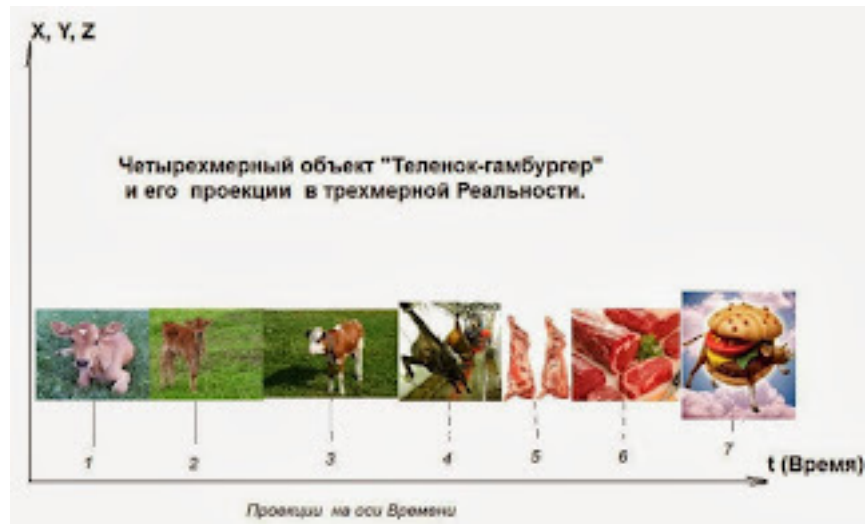 X, Y, Z
Четырехмерный объект "Теленок-гамбургер"
и его проекции в трехмерной Реальности.
1 2 3 4 5 6 7
t (Время)
Проекции на оси Времени